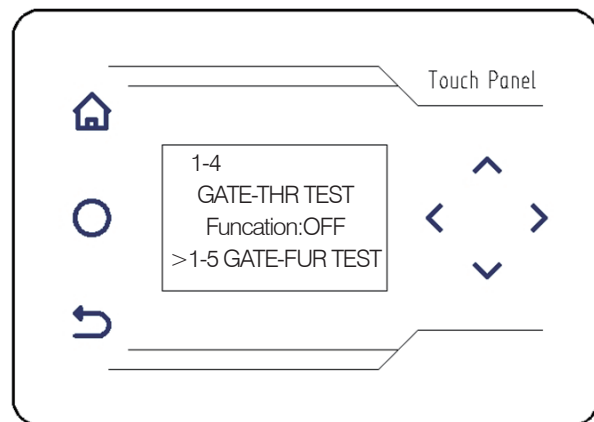 Touch Panel
1-4
GATE-THR TEST
Funcation:OFF
>1-5 GATE-FUR TEST